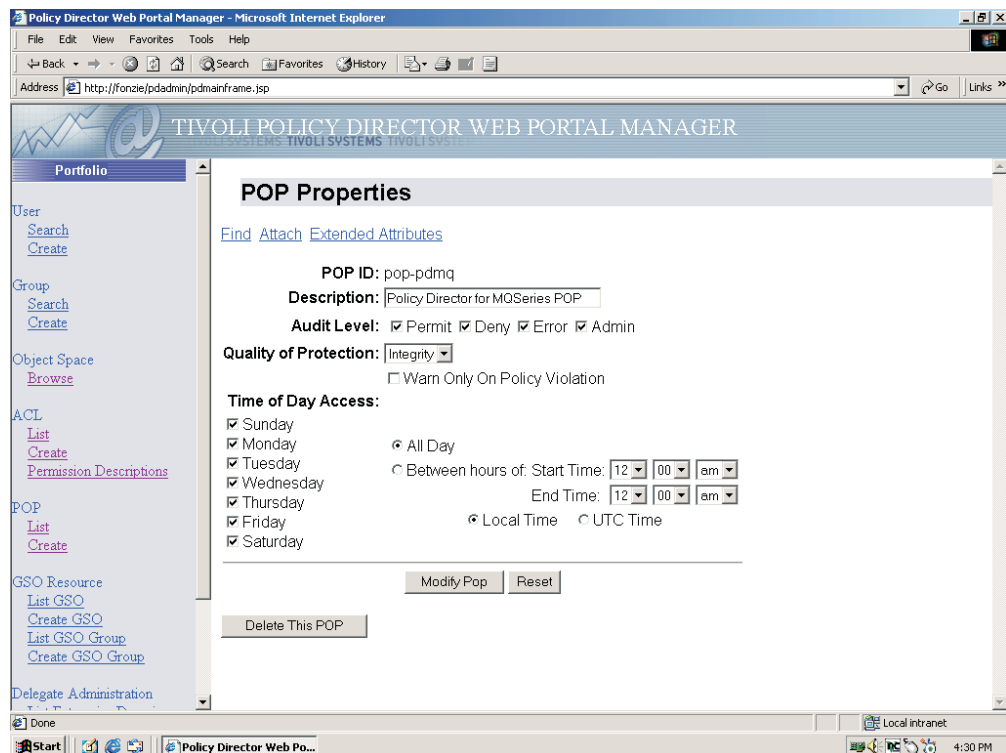 Policy Director Web Portal Manager - Microsoft Internet Explorer
File Edit View Favorites Tools Help
Back Search Favorites History
Address http://fonzie/pdadmin/pdmainframe.jsp Go Links »
TIVOLI POLICY DIRECTOR WEB PORTAL MANAGER
TIVOLI SYSTEMS
Portfolio
User
Search
Create
Group
Search
Create
Object Space
Browse
ACL
List
Create
Permission Descriptions
POP
List
Create
GSO Resource
List GSO
Create GSO
List GSO Group
Create GSO Group
Delegate Administration
POP Properties
Find Attach Extended Attributes
POP ID: pop-pdmq
Description: Policy Director for MQSeries POP
Audit Level: Permit Deny Error Admin
Quality of Protection: Integrity
Warn Only On Policy Violation
Time of Day Access:
Sunday
Monday
Tuesday
Wednesday
Thursday
Friday
Saturday
All Day
Between hours of: Start Time: 12 00 am
End Time: 12 00 am
Local Time UTC Time
Modify Pop Reset
Delete This POP
Done Local intranet
Start Policy Director Web Po... 4:30 PM